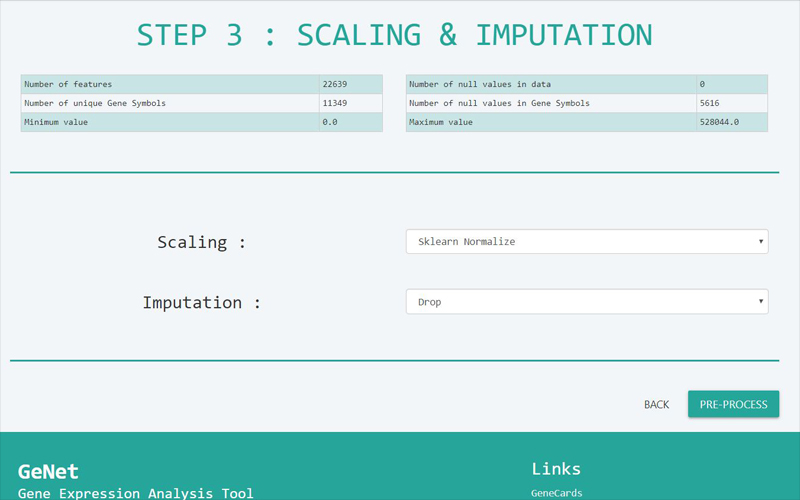 STEP 3 : SCALING & IMPUTATION
Number of features 22639
Number of unique Gene Symbols 11349
Minimum value 0.0
Number of null values in data 0
Number of null values in Gene Symbols 5616
Maximum value 528044.0
Scaling :
Sklearn Normalize
Imputation :
Drop
BACK
PRE-PROCESS
GeNet
Gene Expression Analysis Tool
Links
GeneCards